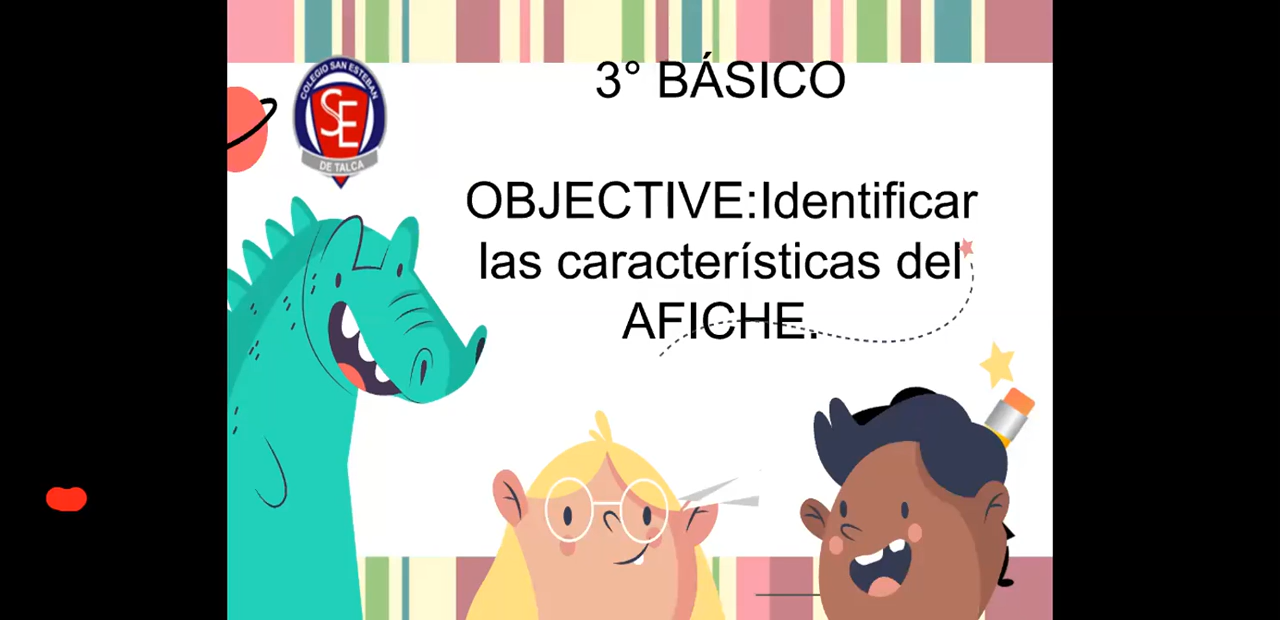 COLEGIO SAN ESTEBAN
SE
DE TALCA
3° BÁSICO
OBJECTIVE:Identificar
las características del
AFICHE.